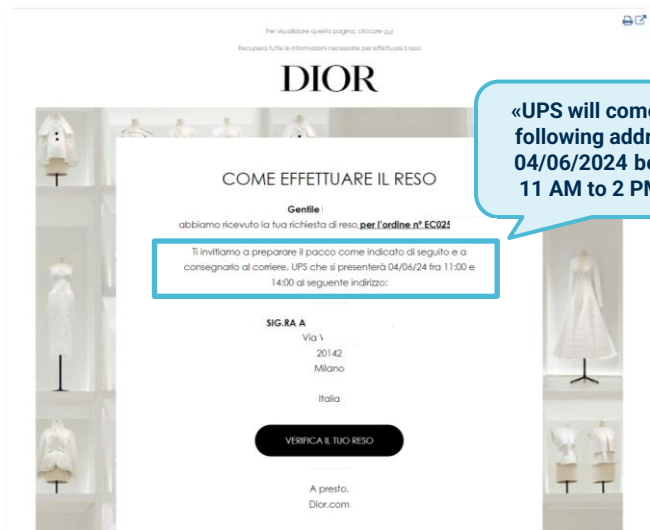 Per visualizzare questa pagina, cliccare qui
Recupera tutte le informazioni necessarie per effettuare il reso
DIOR
«UPS will come
following addr
04/06/2024 be
11 AM to 2 PM
COME EFFETTUARE IL RESO
Gentile
abbiamo ricevuto la tua richiesta di reso per l'ordine n° EC025
Ti invitiamo a preparare il pacco come indicato di seguito e a
consegnarlo al corriere. UPS che si presenterà 04/06/24 fra 11:00 e
14:00 al seguente indirizzo:
SIG.RA A
Via V
20142
Milano
Italia
VERIFICA IL TUO RESO
A presto,
Dior.com